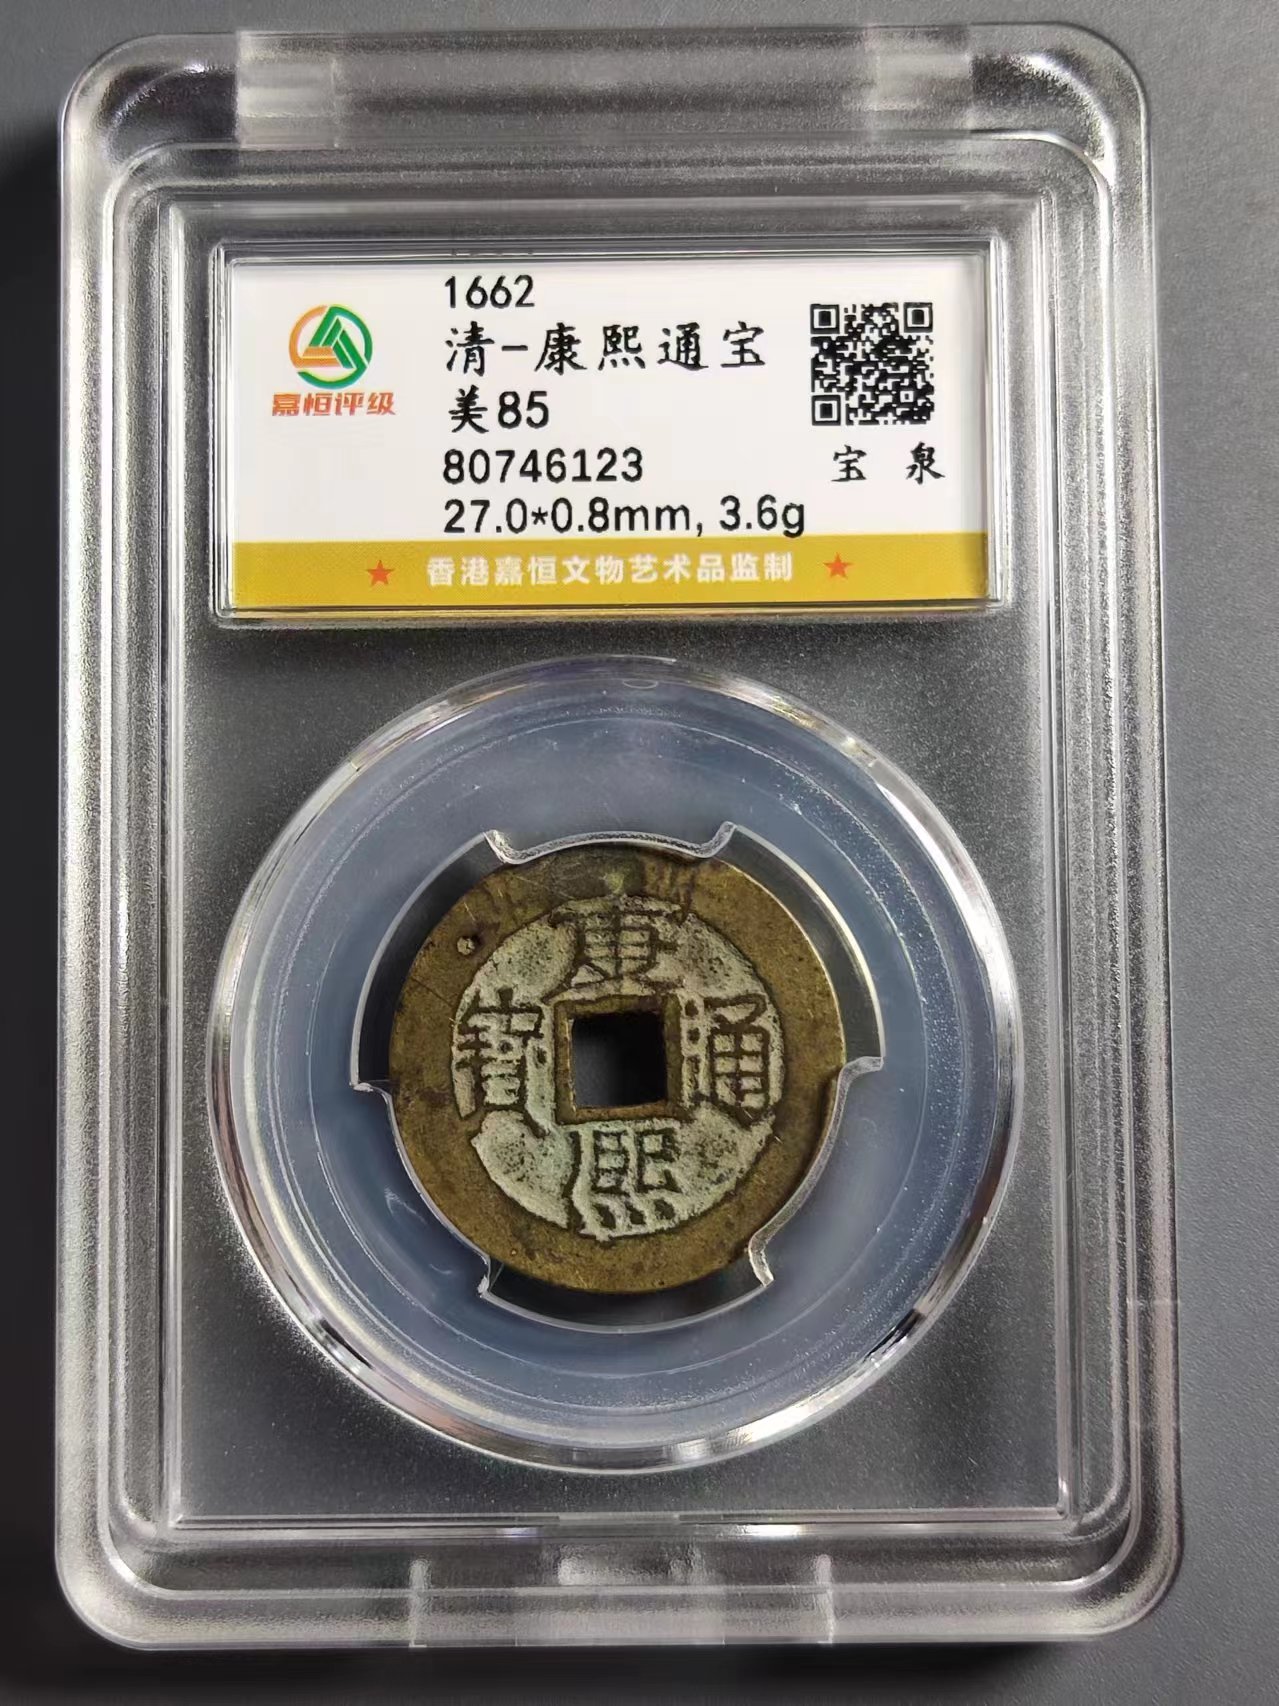 1662
清-康熙通宝
美85
80746123
27.0*0.8mm, 3.6g
嘉恒评级
宝 泉
★ 香港嘉恒文物艺术品监制 ★
康熙通寶